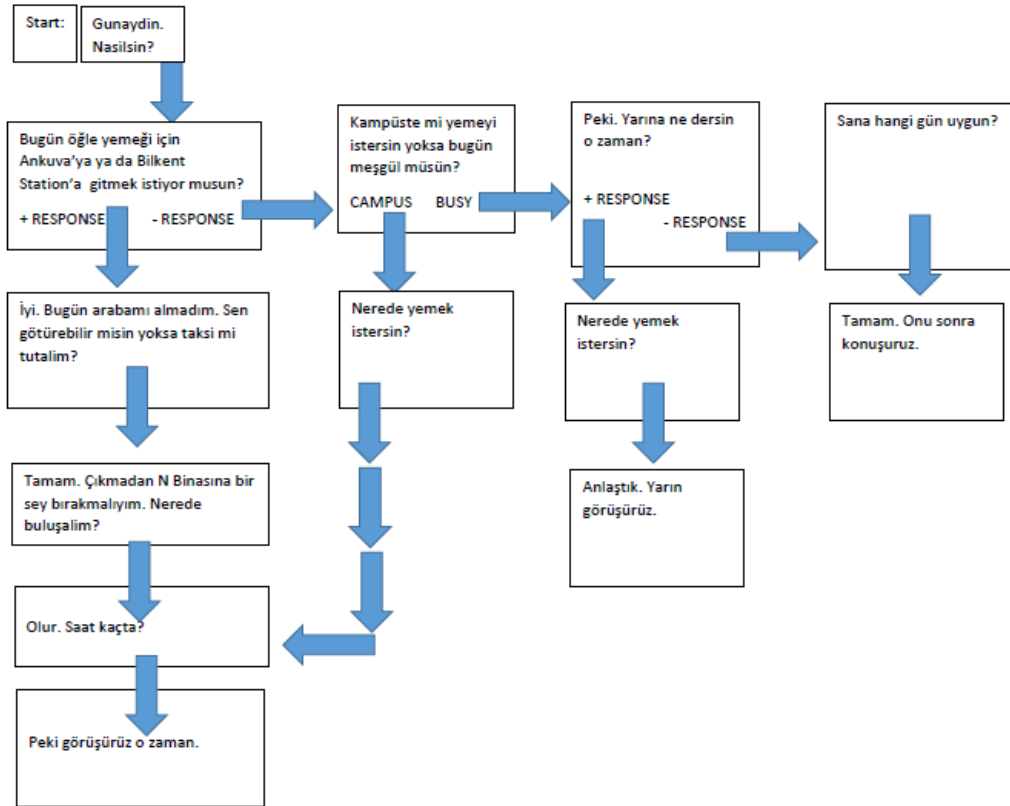 Start:
Gunaydin.
Nasilsin?
Bugün öğle yemeği için
Ankuva'ya ya da Bilkent
Station'a gitmek istiyor musun?
+ RESPONSE - RESPONSE
Kampüste mi yemeyi
istersin yoksa bugün
meşgül müsün?
CAMPUS BUSY
Peki. Yarına ne dersin
o zaman?
+ RESPONSE
- RESPONSE
Sana hangi gün uygun?
İyi. Bugün arabamı almadım. Sen
götürebilir misin yoksa taksi mi
tutalim?
Nerede yemek
istersin?
Nerede yemek
istersin?
Tamam. Onu sonra
konuşuruz.
Tamam. Çıkmadan N Binasına bir
sey bırakmalıyım. Nerede
buluşalim?
Anlaştık. Yarın
görüşürüz.
Olur. Saat kaçta?
Peki görüşürüz o zaman.